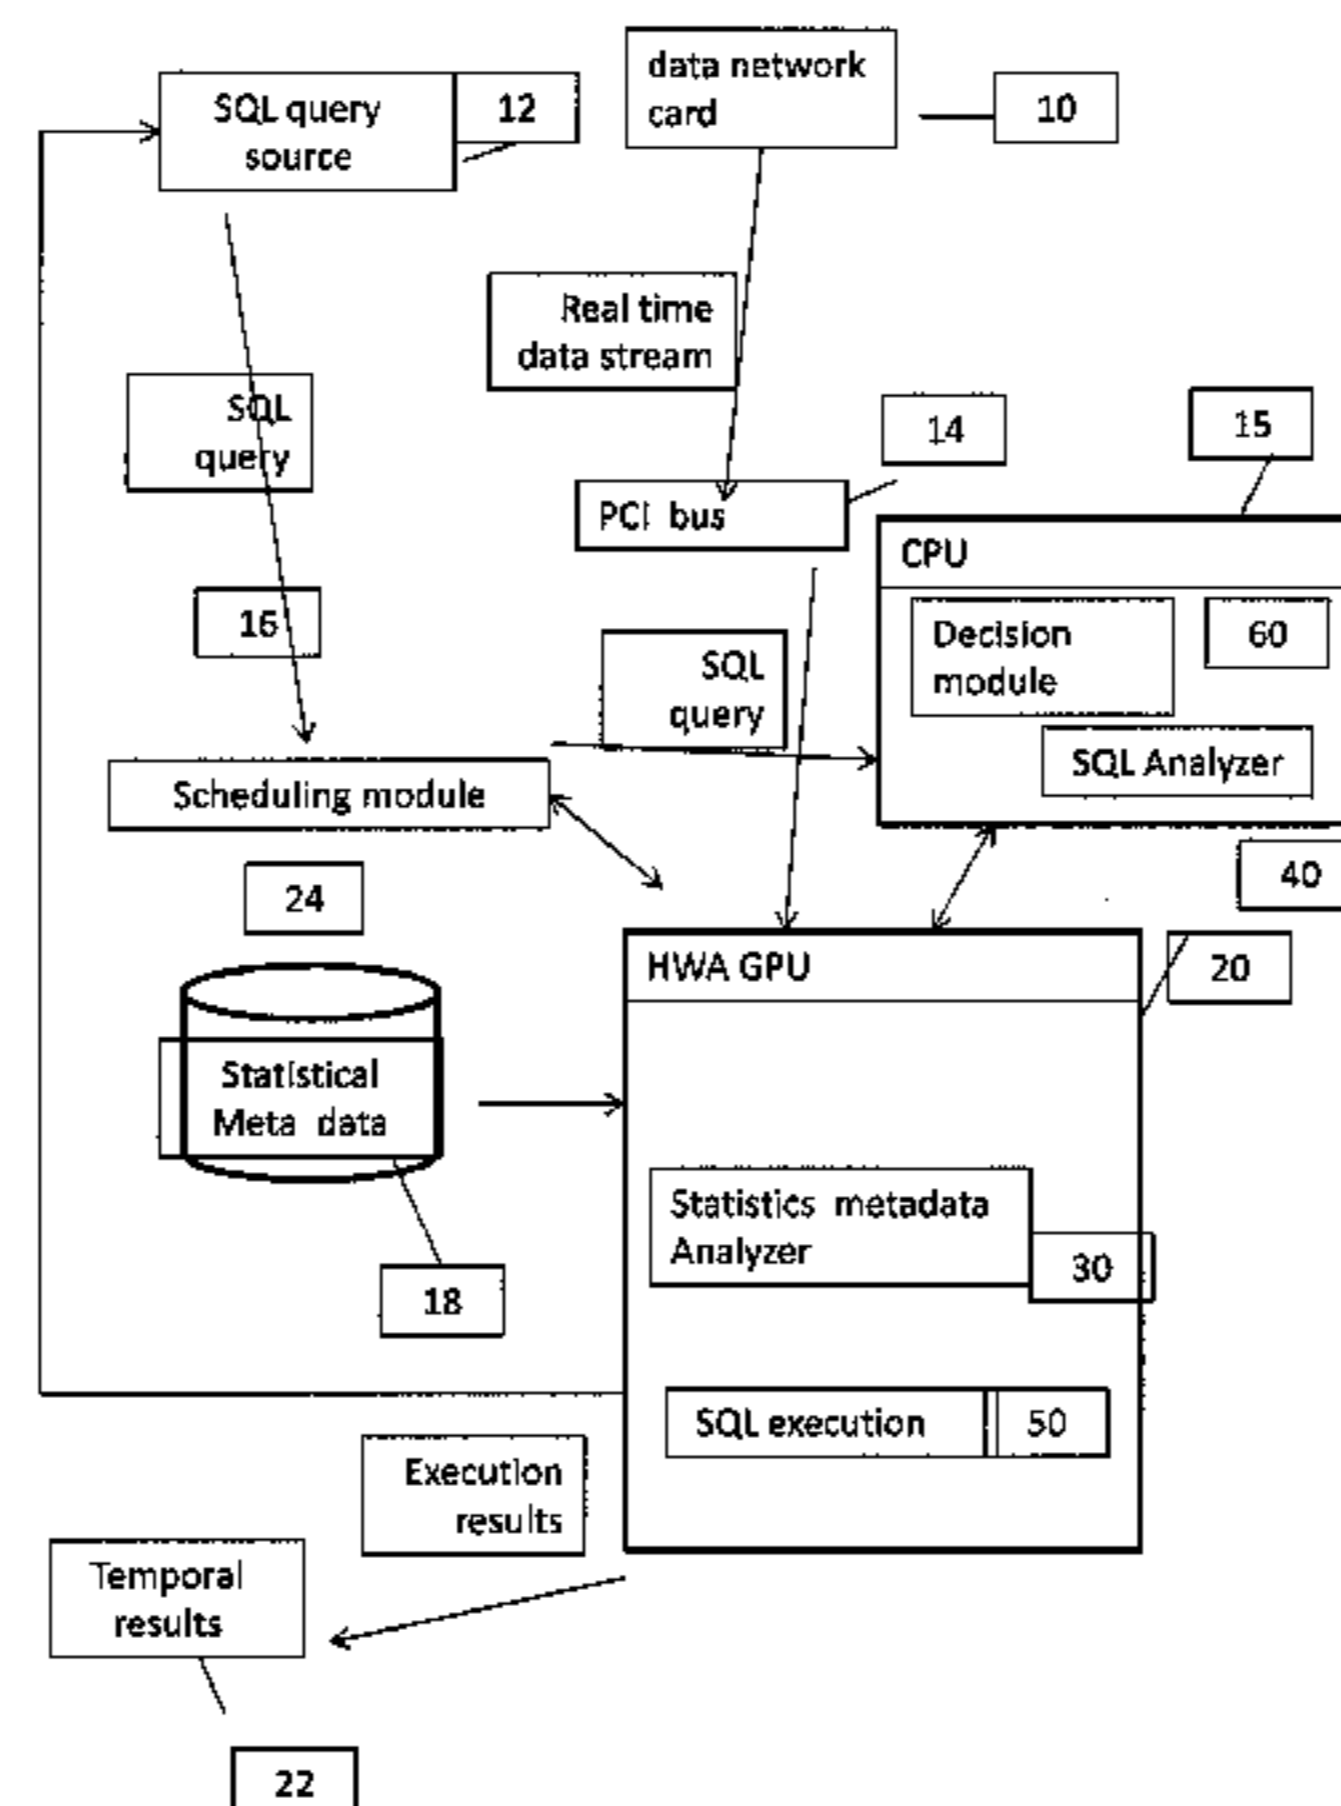 data network
card
SQL query
source
12
10
Real time
data stream
SQL
query
14
15
PCI bus
CPU
16
Decision
module
60
SQL
query
SQL Analyzer
Scheduling module
40
24
HWA GPU
20
Statistical
Meta data
Statistics metadata
Analyzer
30
18
SQL execution
50
Execution
results
Temporal
results
22